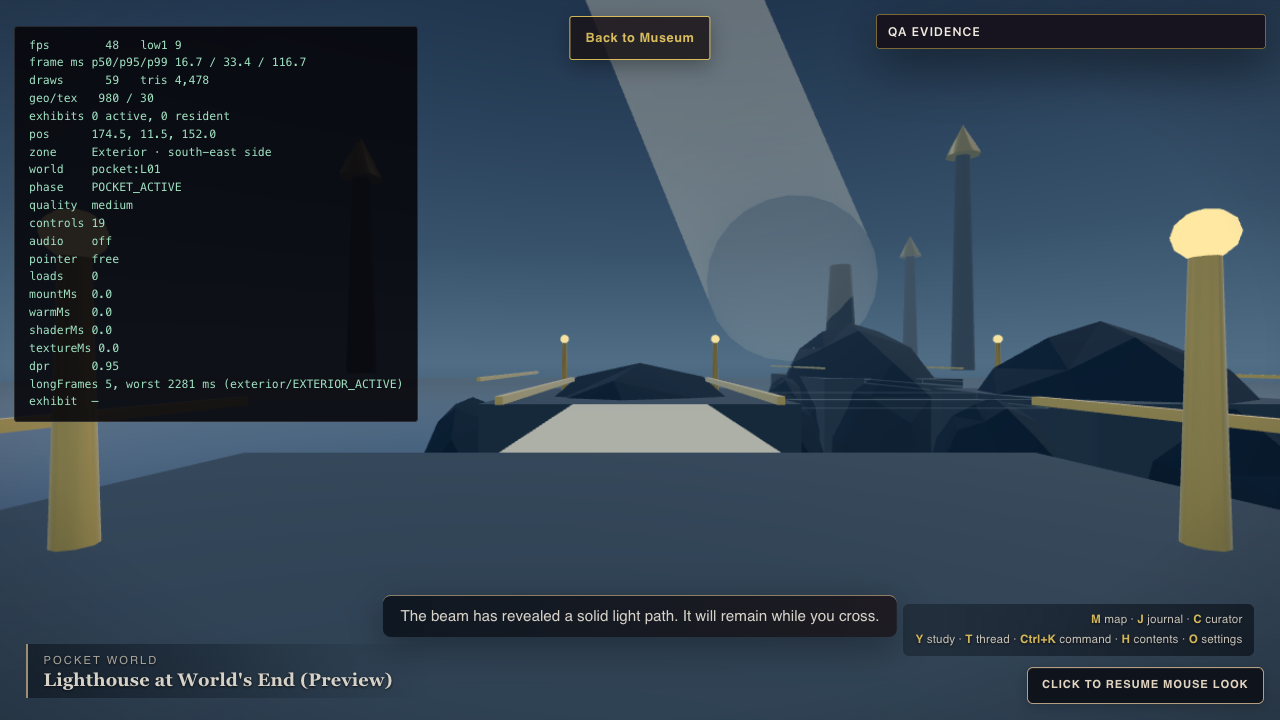 fps 48 low1 9
frame ms p50/p95/p99 16.7 / 33.4 / 116.7
draws 59 tris 4,478
geo/tex 980 / 30
exhibits 0 active, 0 resident
pos 174.5, 11.5, 152.0
zone Exterior · south-east side
world pocket:L01
phase POCKET_ACTIVE
quality medium
controls 19
audio off
pointer free
loads 0
mountMs 0.0
warmMs 0.0
shaderMs 0.0
textureMs 0.0
dpr 0.95
longFrames 5, worst 2281 ms (exterior/EXTERIOR_ACTIVE)
exhibit —
Back to Museum
QA EVIDENCE
The beam has revealed a solid light path. It will remain while you cross.
M map · J journal · C curator
Y study · T thread · Ctrl+K command · H contents · O settings
POCKET WORLD
Lighthouse at World's End (Preview)
CLICK TO RESUME MOUSE LOOK